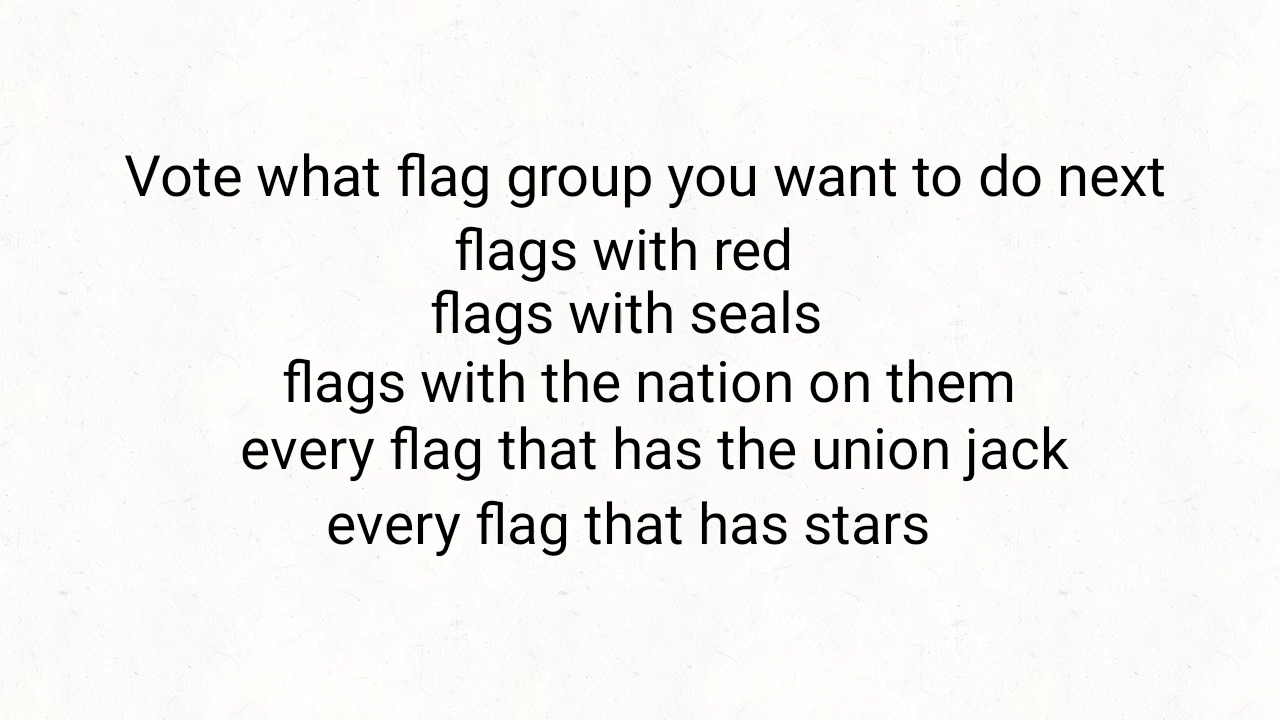 Vote what flag group you want to do next
flags with red
flags with seals
flags with the nation on them
every flag that has the union jack
every flag that has stars